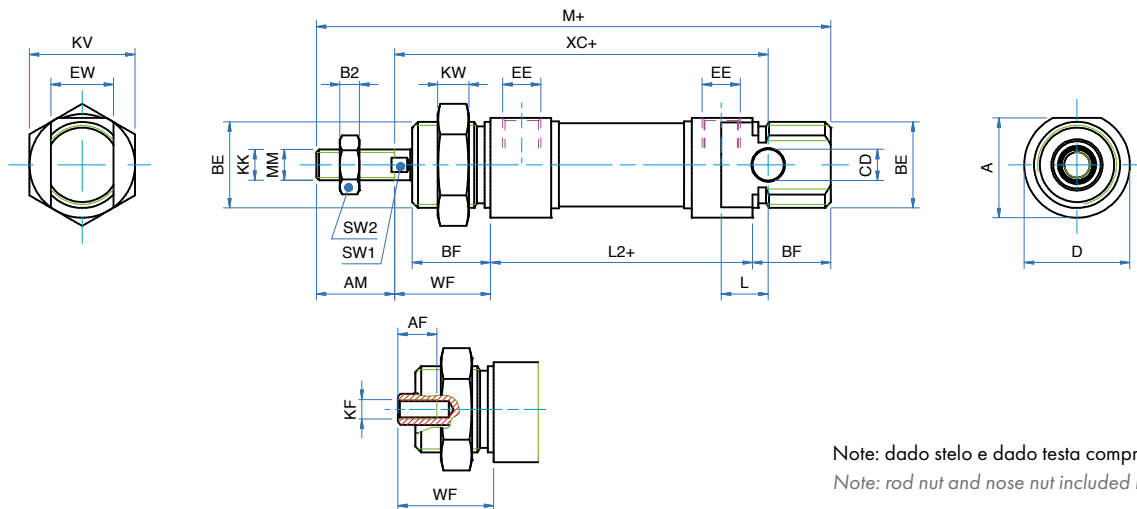 M+
KV
XC+
EW
B2
KW
EE
EE
BE
KK
MM
CD
BE
A
SW2
SW1
BF
L2+
BF
D
AM
WF
L
AF
KF
WF
Note: dado stelo e dado testa
Note: rod nut and nose nut included